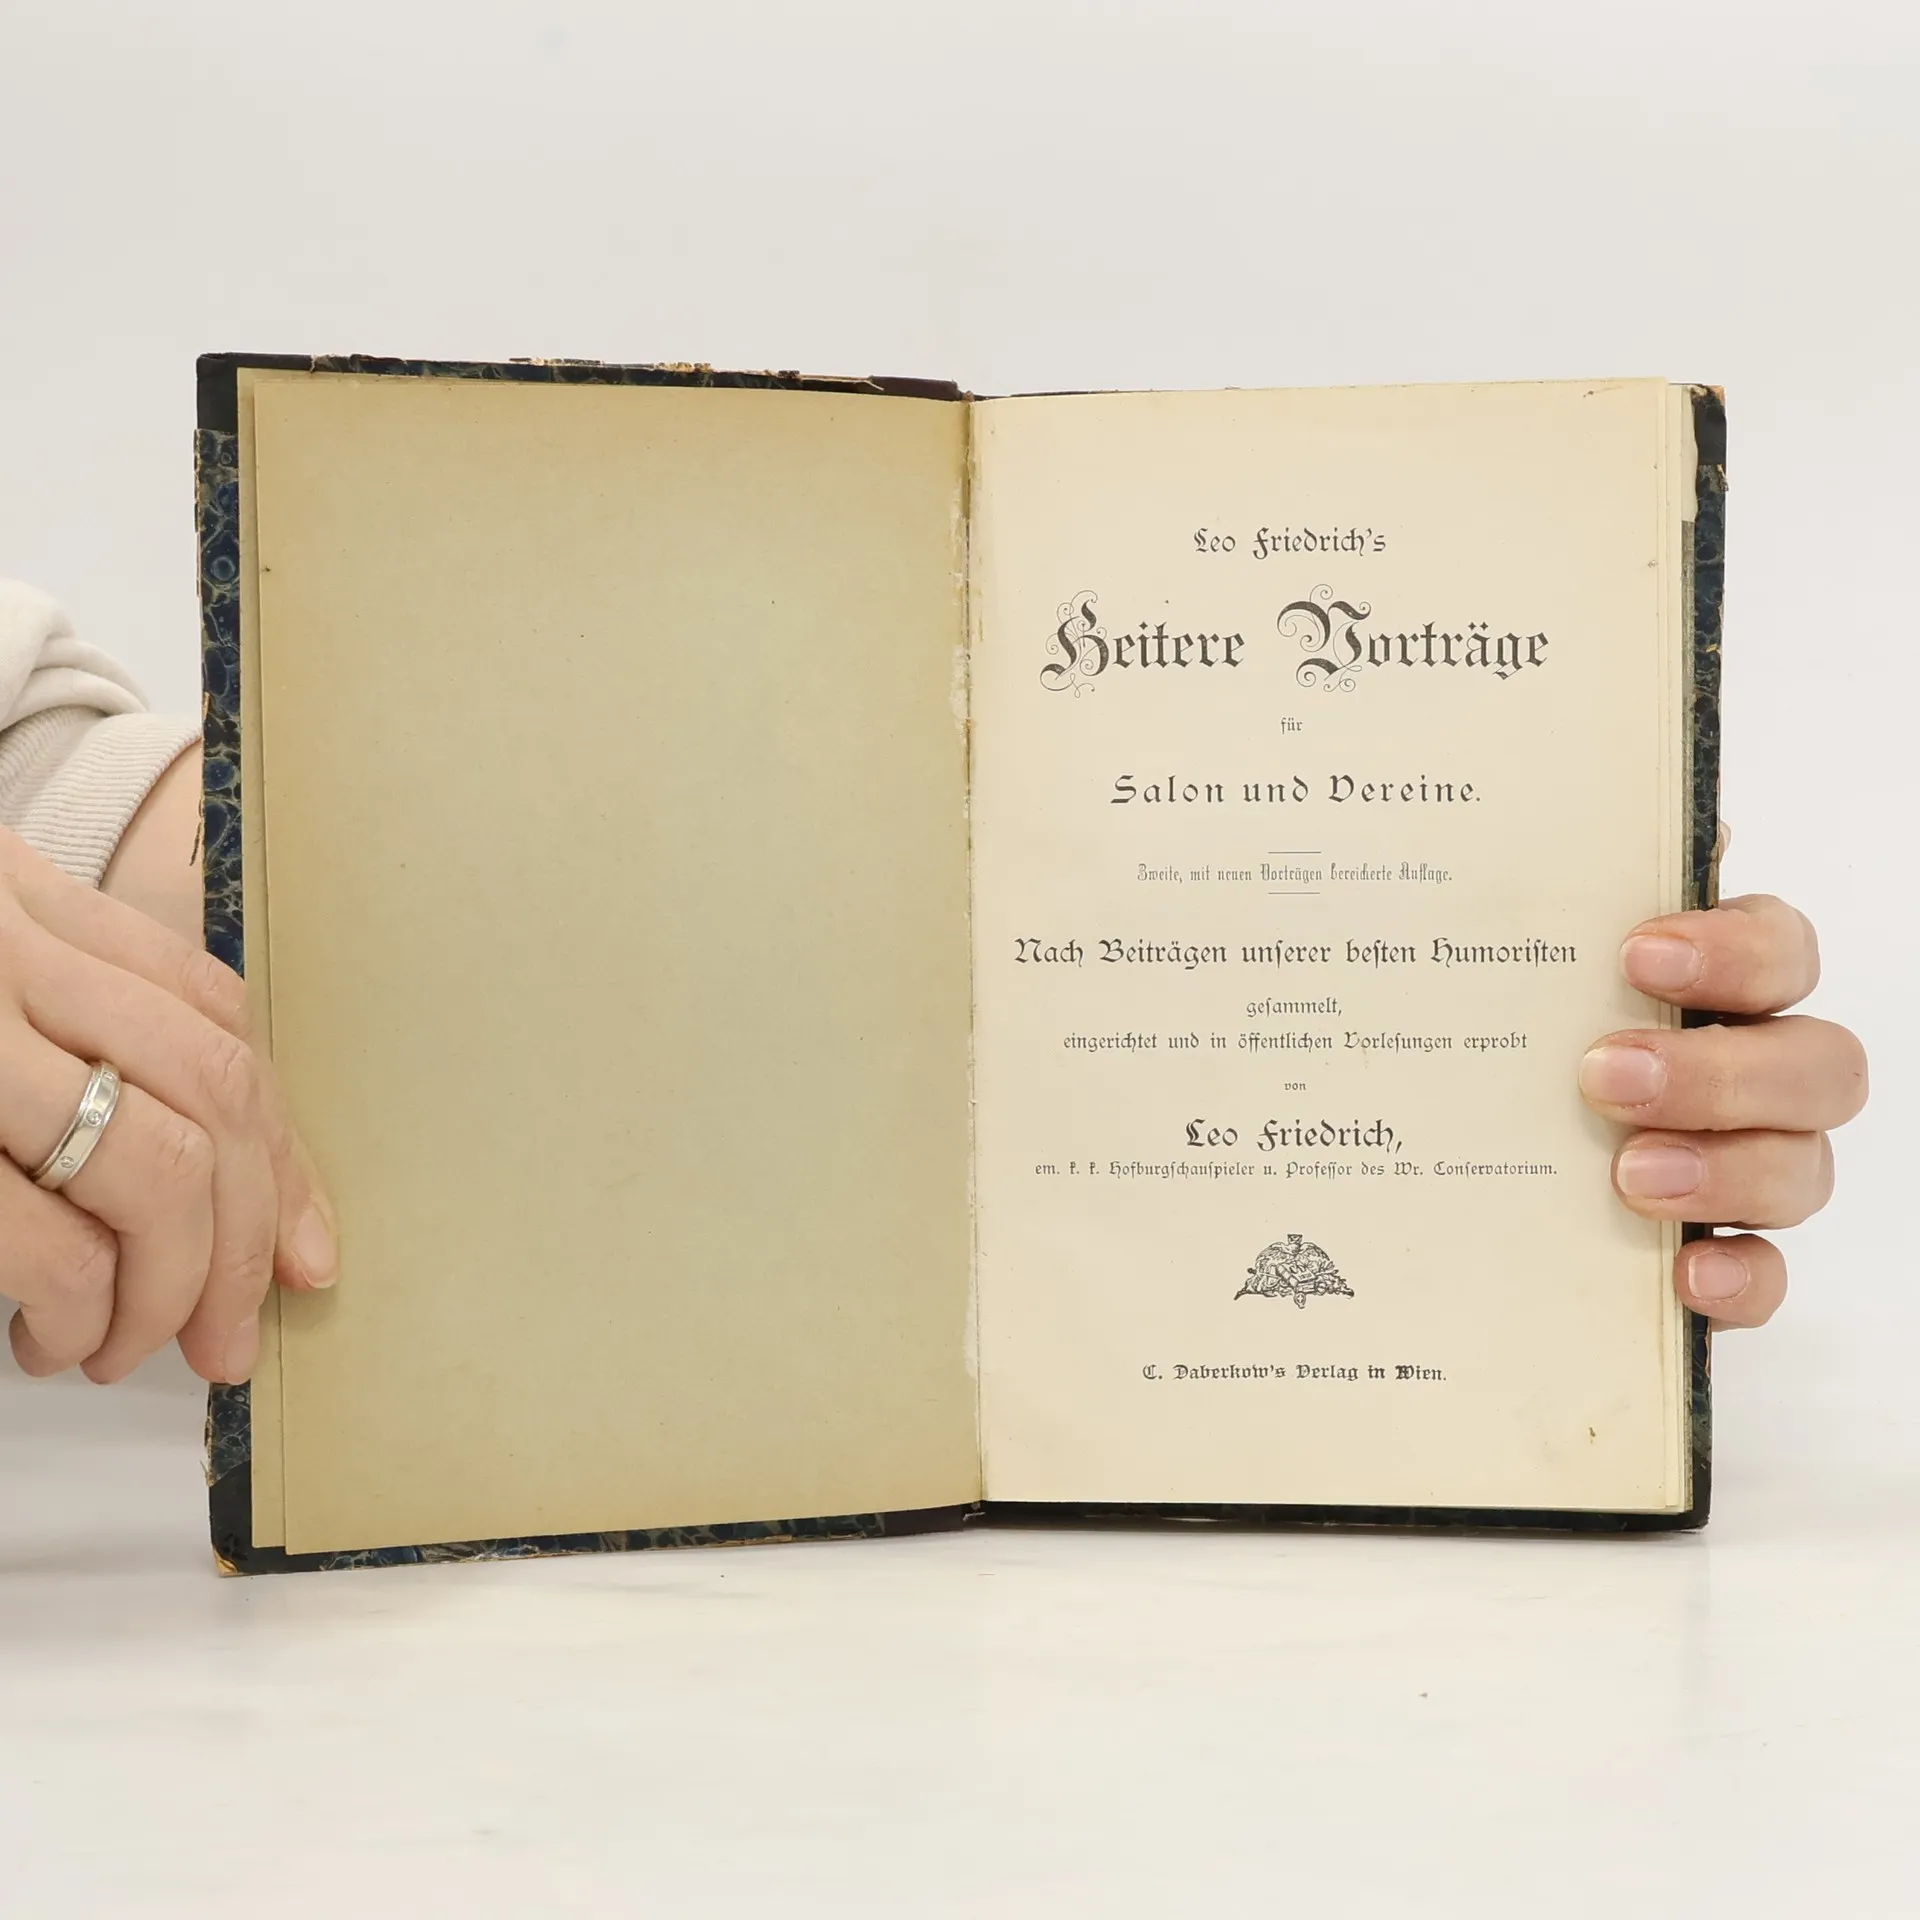 Leo Friedrich's
Heitere Vorträge
für
Salon und Vereine.
Zweite, mit neuen Vorträgen bereicherte Auflage.
Nach Beiträgen unſerer beſten Humoriſten
geſammelt,
eingerichtet und in öffentlichen Vorleſungen erprobt
von
Leo Friedrich,
em. k. k. Hofburgſchauſpieler u. Profeſſor des Wr. Conſervatorium.
C. Daberkow's Verlag in Wien.